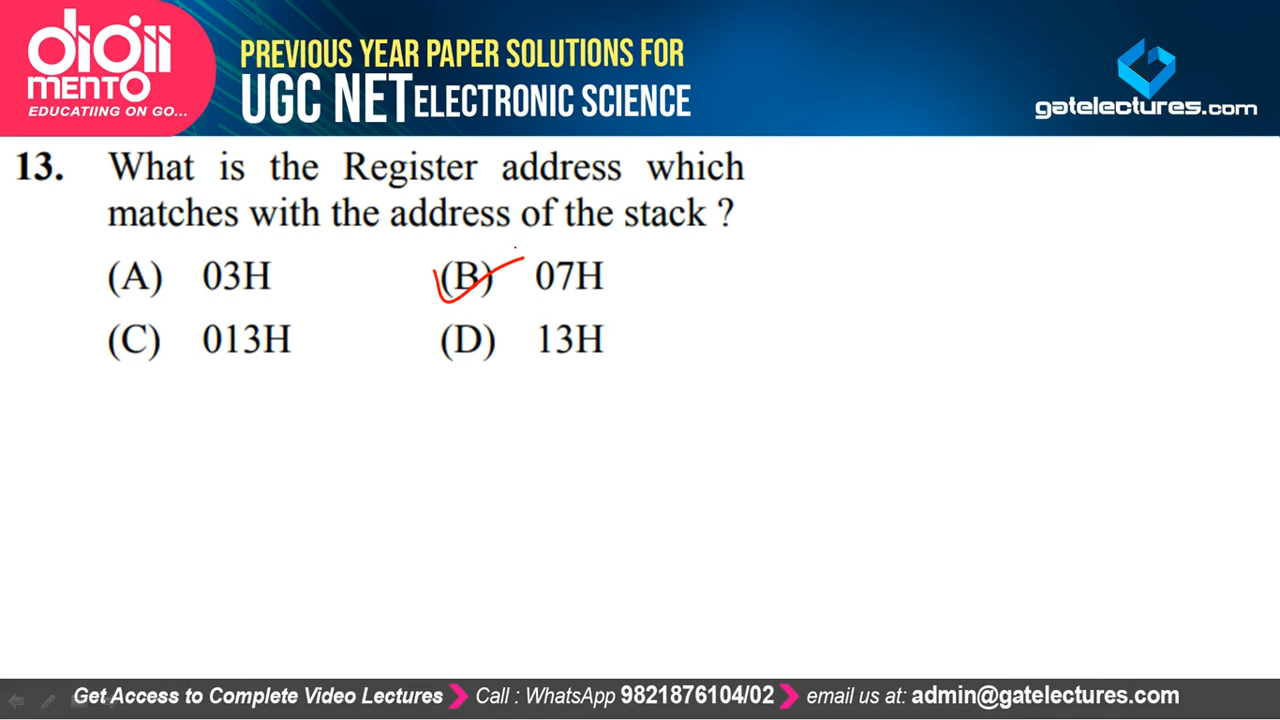 digii
MENTO
EDUCATIING ON GO...
PREVIOUS YEAR PAPER SOLUTIONS FOR
UGC NET ELECTRONIC SCIENCE
gatelectures.com
13. What is the Register address which
matches with the address of the stack ?
(A) 03H (B) 07H
(C) 013H (D) 13H
Get Access to Complete Video Lectures Call : WhatsApp 9821876104/02 email us at: admin@gatelectures.com